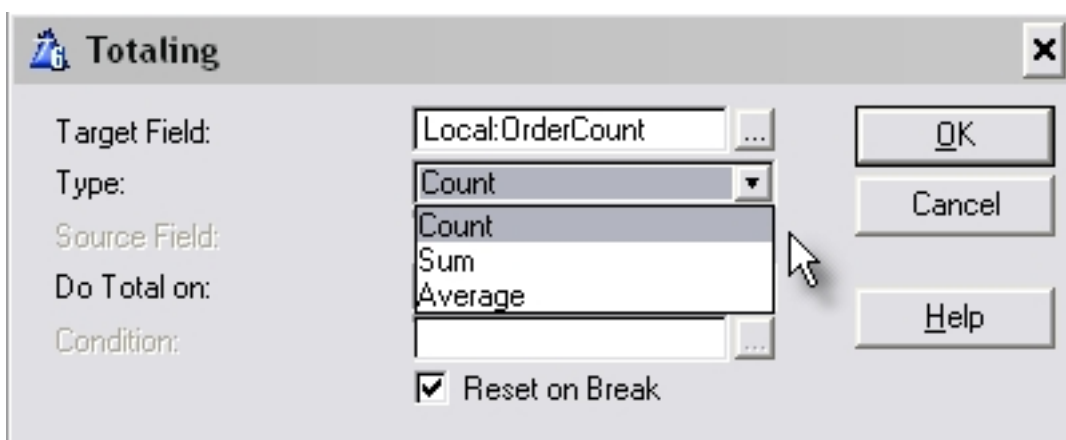 Totaling
Target Field: Local:OrderCount ... OK
Type: Count
Cancel
Source Field: Count
Sum
Do Total on: Average
Help
Condition: ...
Reset on Break